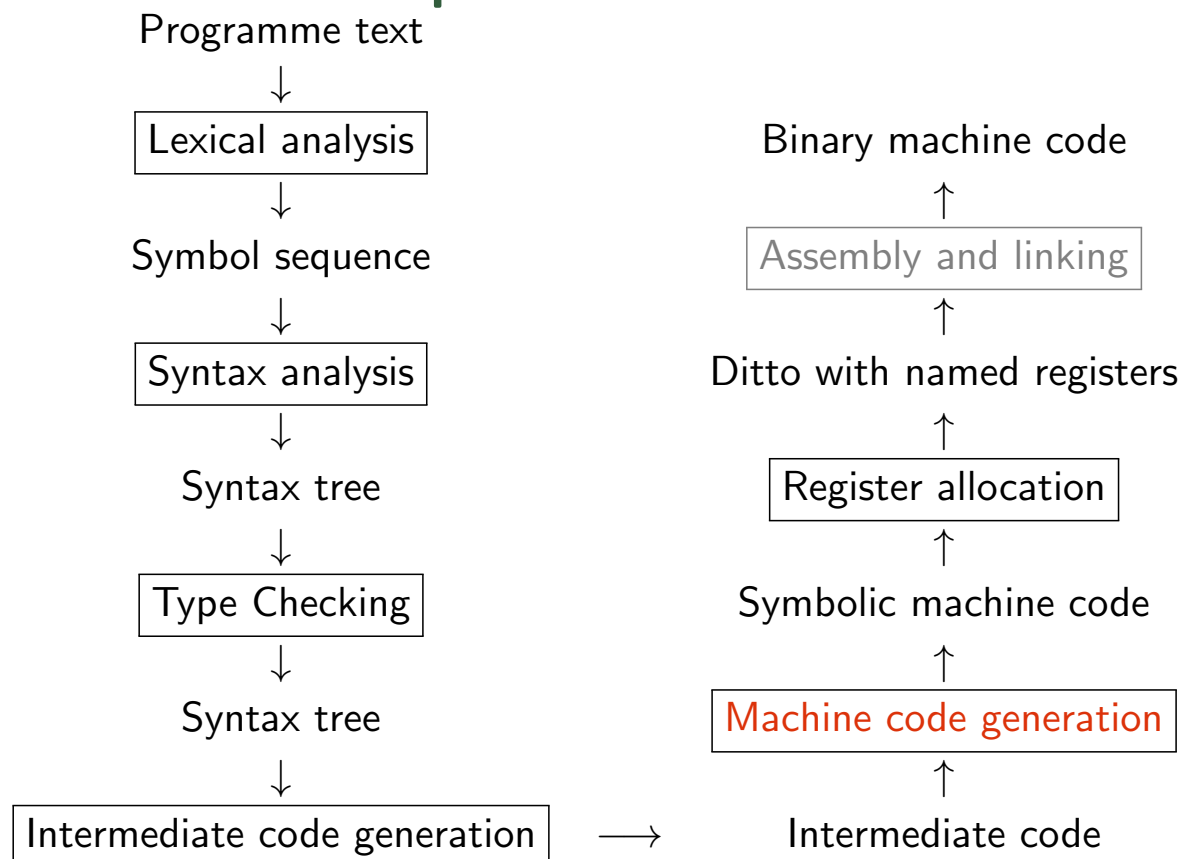 Programme text
Lexical analysis
Symbol sequence
Syntax analysis
Syntax tree
Type Checking
Syntax tree
Intermediate code generation
Intermediate code
Machine code generation
Symbolic machine code
Register allocation
Ditto with named registers
Assembly and linking
Binary machine code